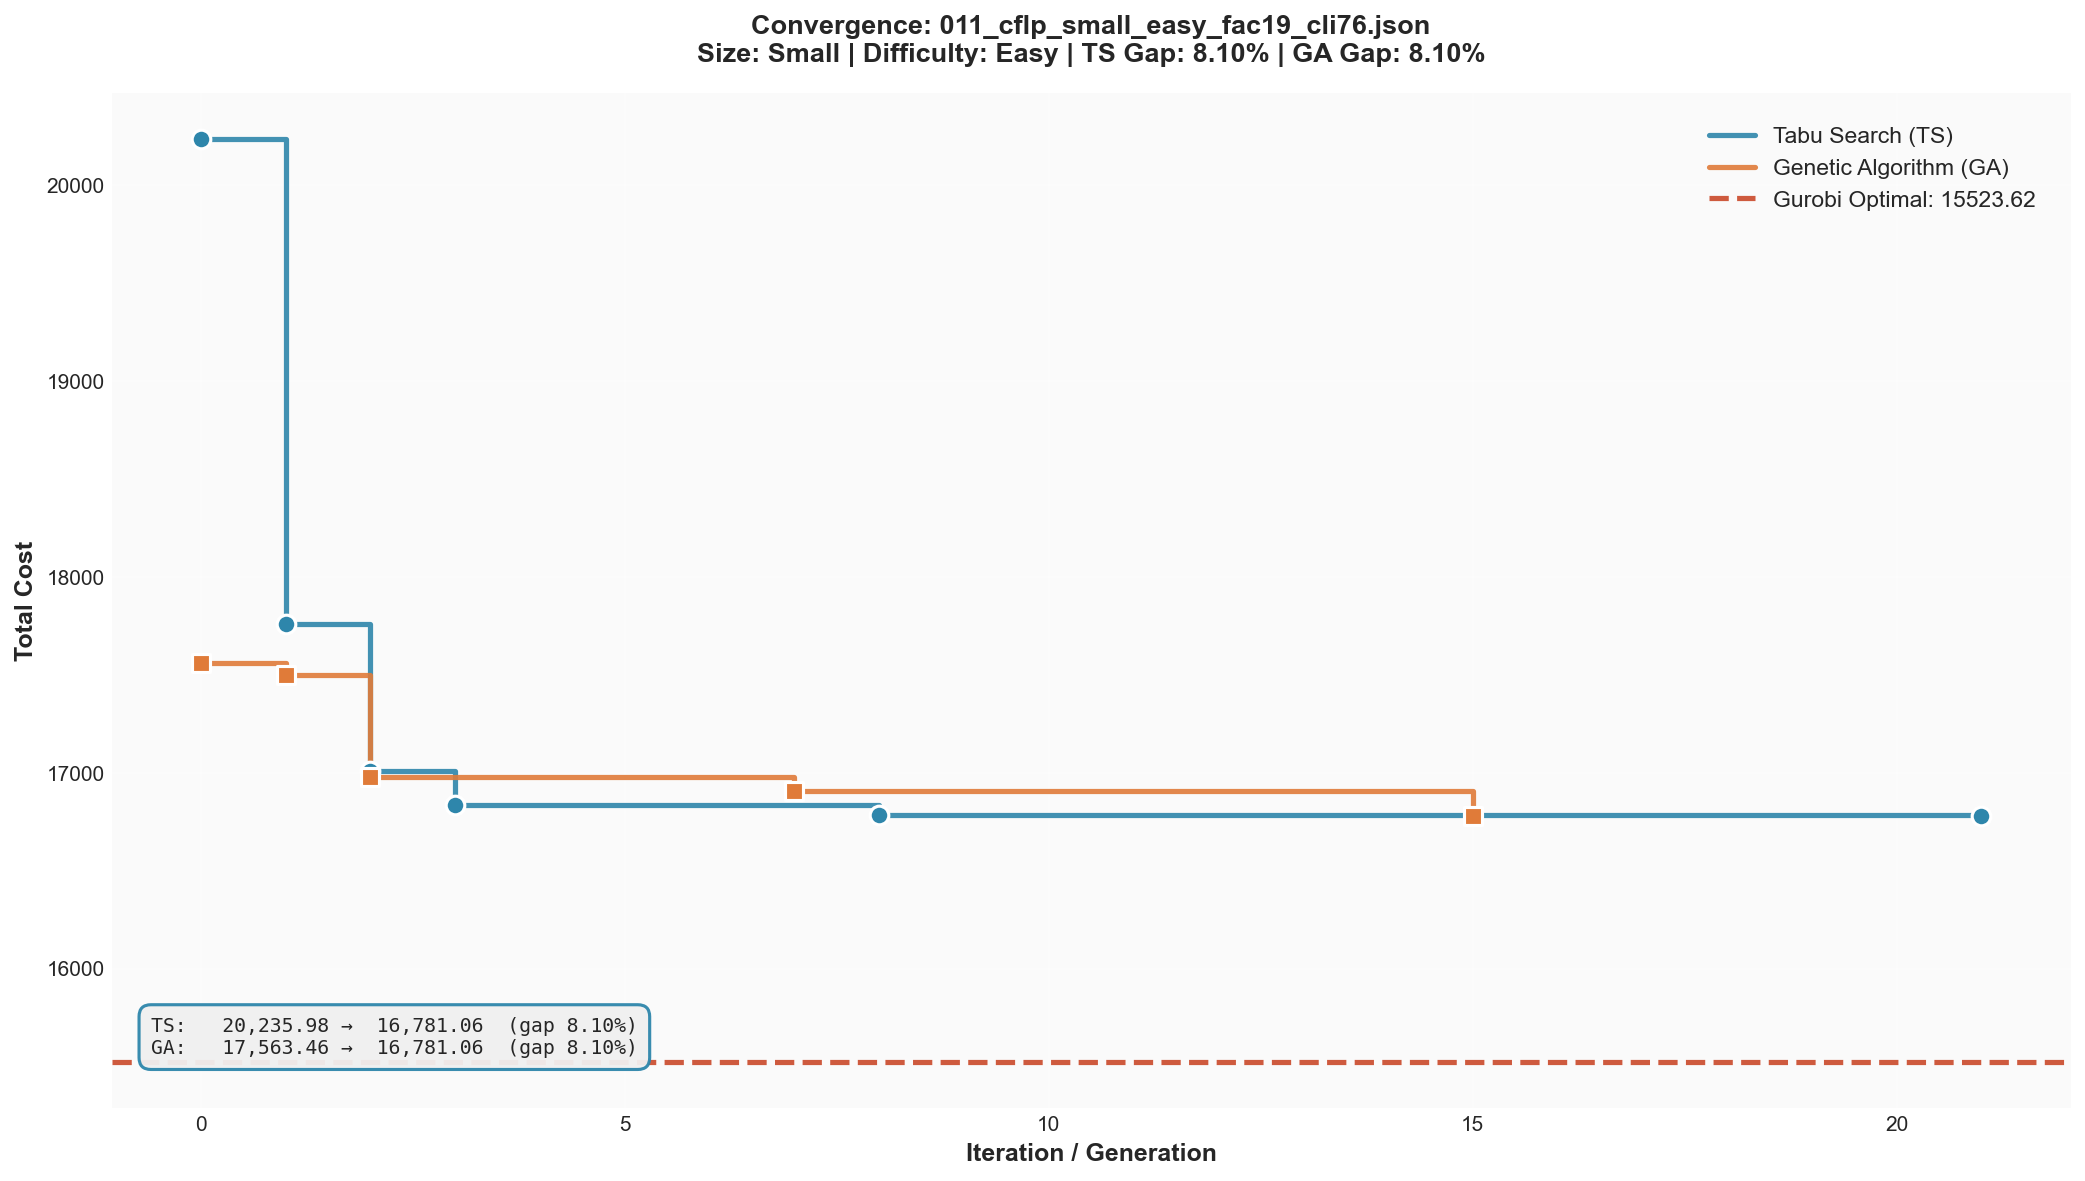 Convergence: 011_cflp_small_easy_fac19_cli76.json
Size: Small | Difficulty: Easy | TS Gap: 8.10% | GA Gap: 8.10%
Tabu Search (TS)
Genetic Algorithm (GA)
Gurobi Optimal: 15523.62
Total Cost
20000
19000
18000
17000
16000
TS:   20,235.98 →  16,781.06  (gap 8.10%)
GA:   17,563.46 →  16,781.06  (gap 8.10%)
0 5 10 15 20
Iteration / Generation